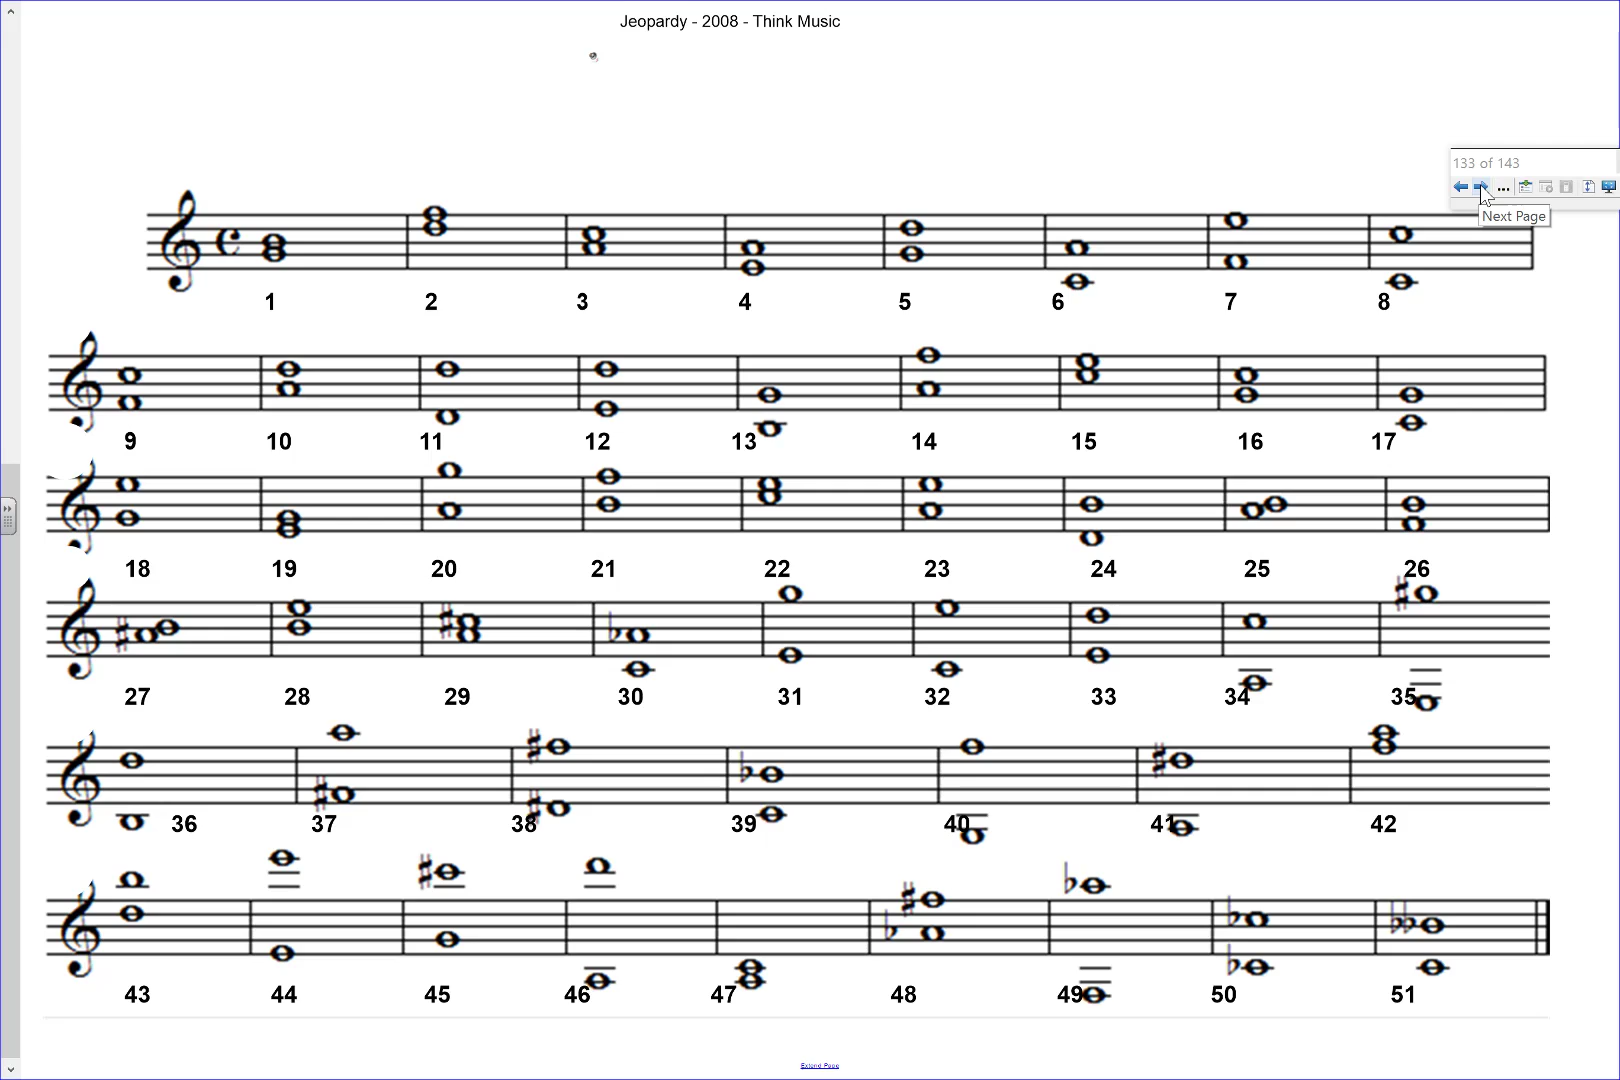 Jeopardy - 2008 - Think Music
133 of 143
Next Page
1 2 3 4 5 6 7 8
9 10 11 12 13 14 15 16 17
18 19 20 21 22 23 24 25 26
27 28 29 30 31 32 33 34 35
36 37 38 39 40 41 42
43 44 45 46 47 48 49 50 51
Extend Page